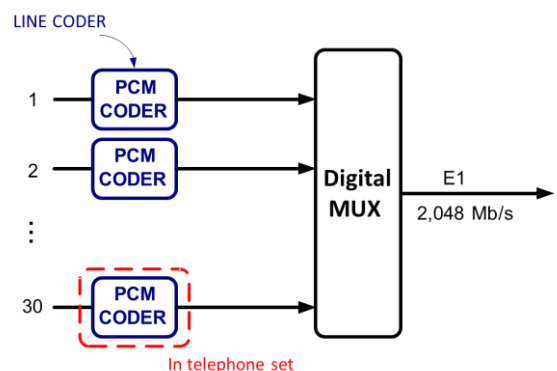 LINE CODER
1
PCM
CODER
2
PCM
CODER
⋮
30
PCM
CODER
In telephone set
Digital
MUX
E1
2,048 Mb/s